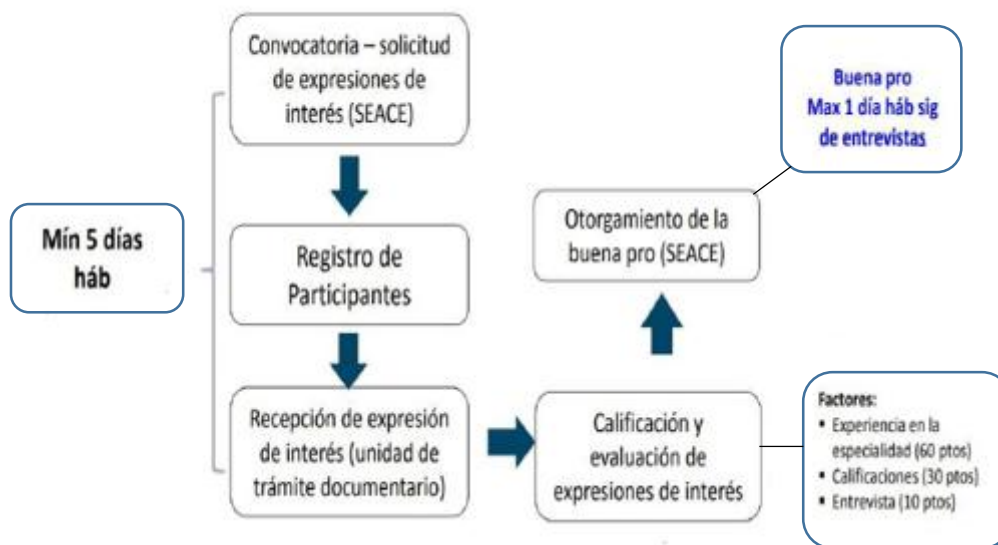 Convocatoria – solicitud
de expresiones de
interés (SEACE)
Buena pro
Max 1 día háb sig
de entrevistas
Mín 5 días
háb
Registro de
Participantes
Otorgamiento de la
buena pro (SEACE)
Recepción de expresión
de interés (unidad de
trámite documentario)
Calificación y
evaluación de
expresiones de interés
Factores:
▪ Experiencia en la
especialidad (60 ptos)
▪ Calificaciones (30 ptos)
▪ Entrevista (10 ptos)